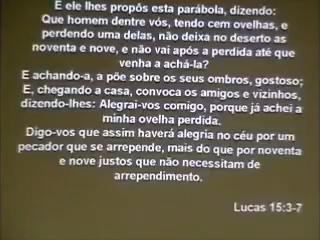 E ele lhes propôs esta parábola, dizendo:
Que homem dentre vós, tendo cem ovelhas, e
perdendo uma delas, não deixa no deserto as
noventa e nove, e não vai após a perdida até que
venha a achá-la?
E achando-a, a põe sobre os seus ombros, gostoso;
E, chegando a casa, convoca os amigos e vizinhos,
dizendo-lhes: Alegrai-vos comigo, porque já achei a
minha ovelha perdida.
Digo-vos que assim haverá alegria no céu por um
pecador que se arrepende, mais do que por noventa
e nove justos que não necessitam de
arrependimento.
Lucas 15:3-7